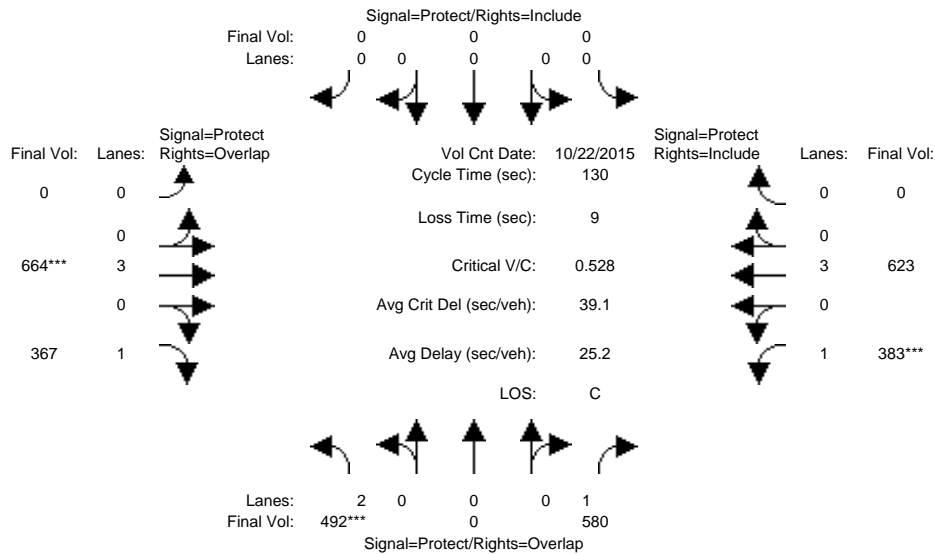 Signal=Protect/Rights=Include
Final Vol: 0 0 0
Lanes: 0 0 0 0 0
Signal=Protect Signal=Protect
Final Vol: Lanes: Rights=Overlap Vol Cnt Date: 10/22/2015 Rights=Include Lanes: Final Vol:
Cycle Time (sec): 130
0 0 0 0
Loss Time (sec): 9
0 0
664*** 3 Critical V/C: 0.528 3 623
0 Avg Crit Del (sec/veh): 39.1 0
367 1 Avg Delay (sec/veh): 25.2 1 383***
LOS: C
Lanes: 2 0 0 0 1
Final Vol: 492*** 0 580
Signal=Protect/Rights=Overlap